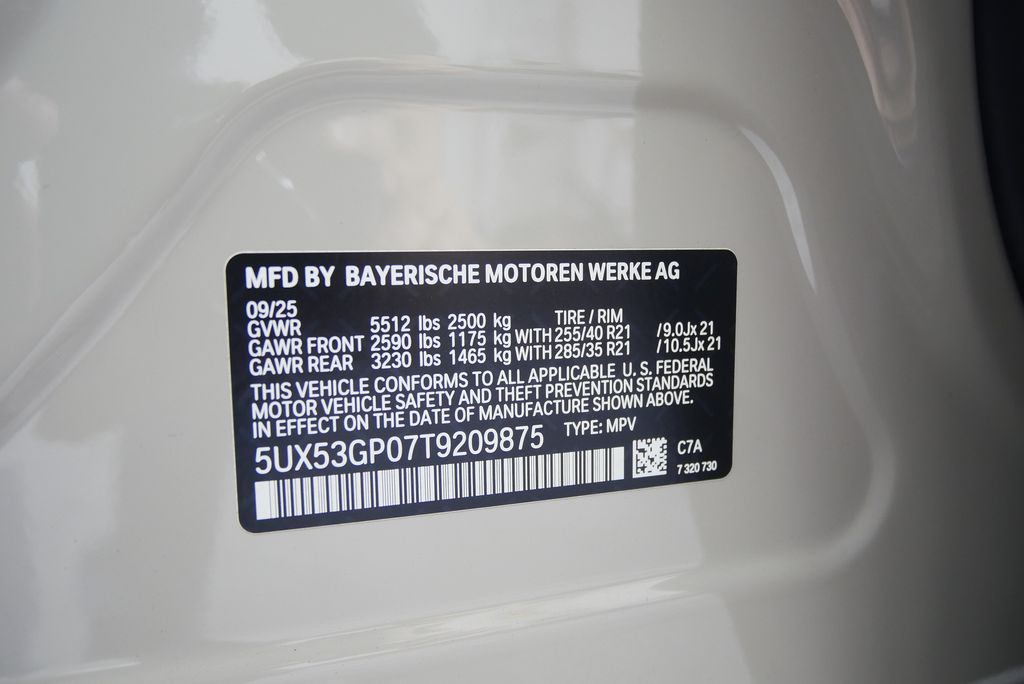 MFD BY BAYERISCHE MOTOREN WERKE AG
09/25 TIRE / RIM
GVWR 5512 lbs 2500 kg
GAWR FRONT 2590 lbs 1175 kg WITH 255/40 R21 /9.0Jx 21
GAWR REAR 3230 lbs 1465 kg WITH 285/35 R21 /10.5Jx 21
THIS VEHICLE CONFORMS TO ALL APPLICABLE U. S. FEDERAL
MOTOR VEHICLE SAFETY AND THEFT PREVENTION STANDARDS
IN EFFECT ON THE DATE OF MANUFACTURE SHOWN ABOVE.
5UX53GP07T9209875 TYPE: MPV
C7A
7 320 730